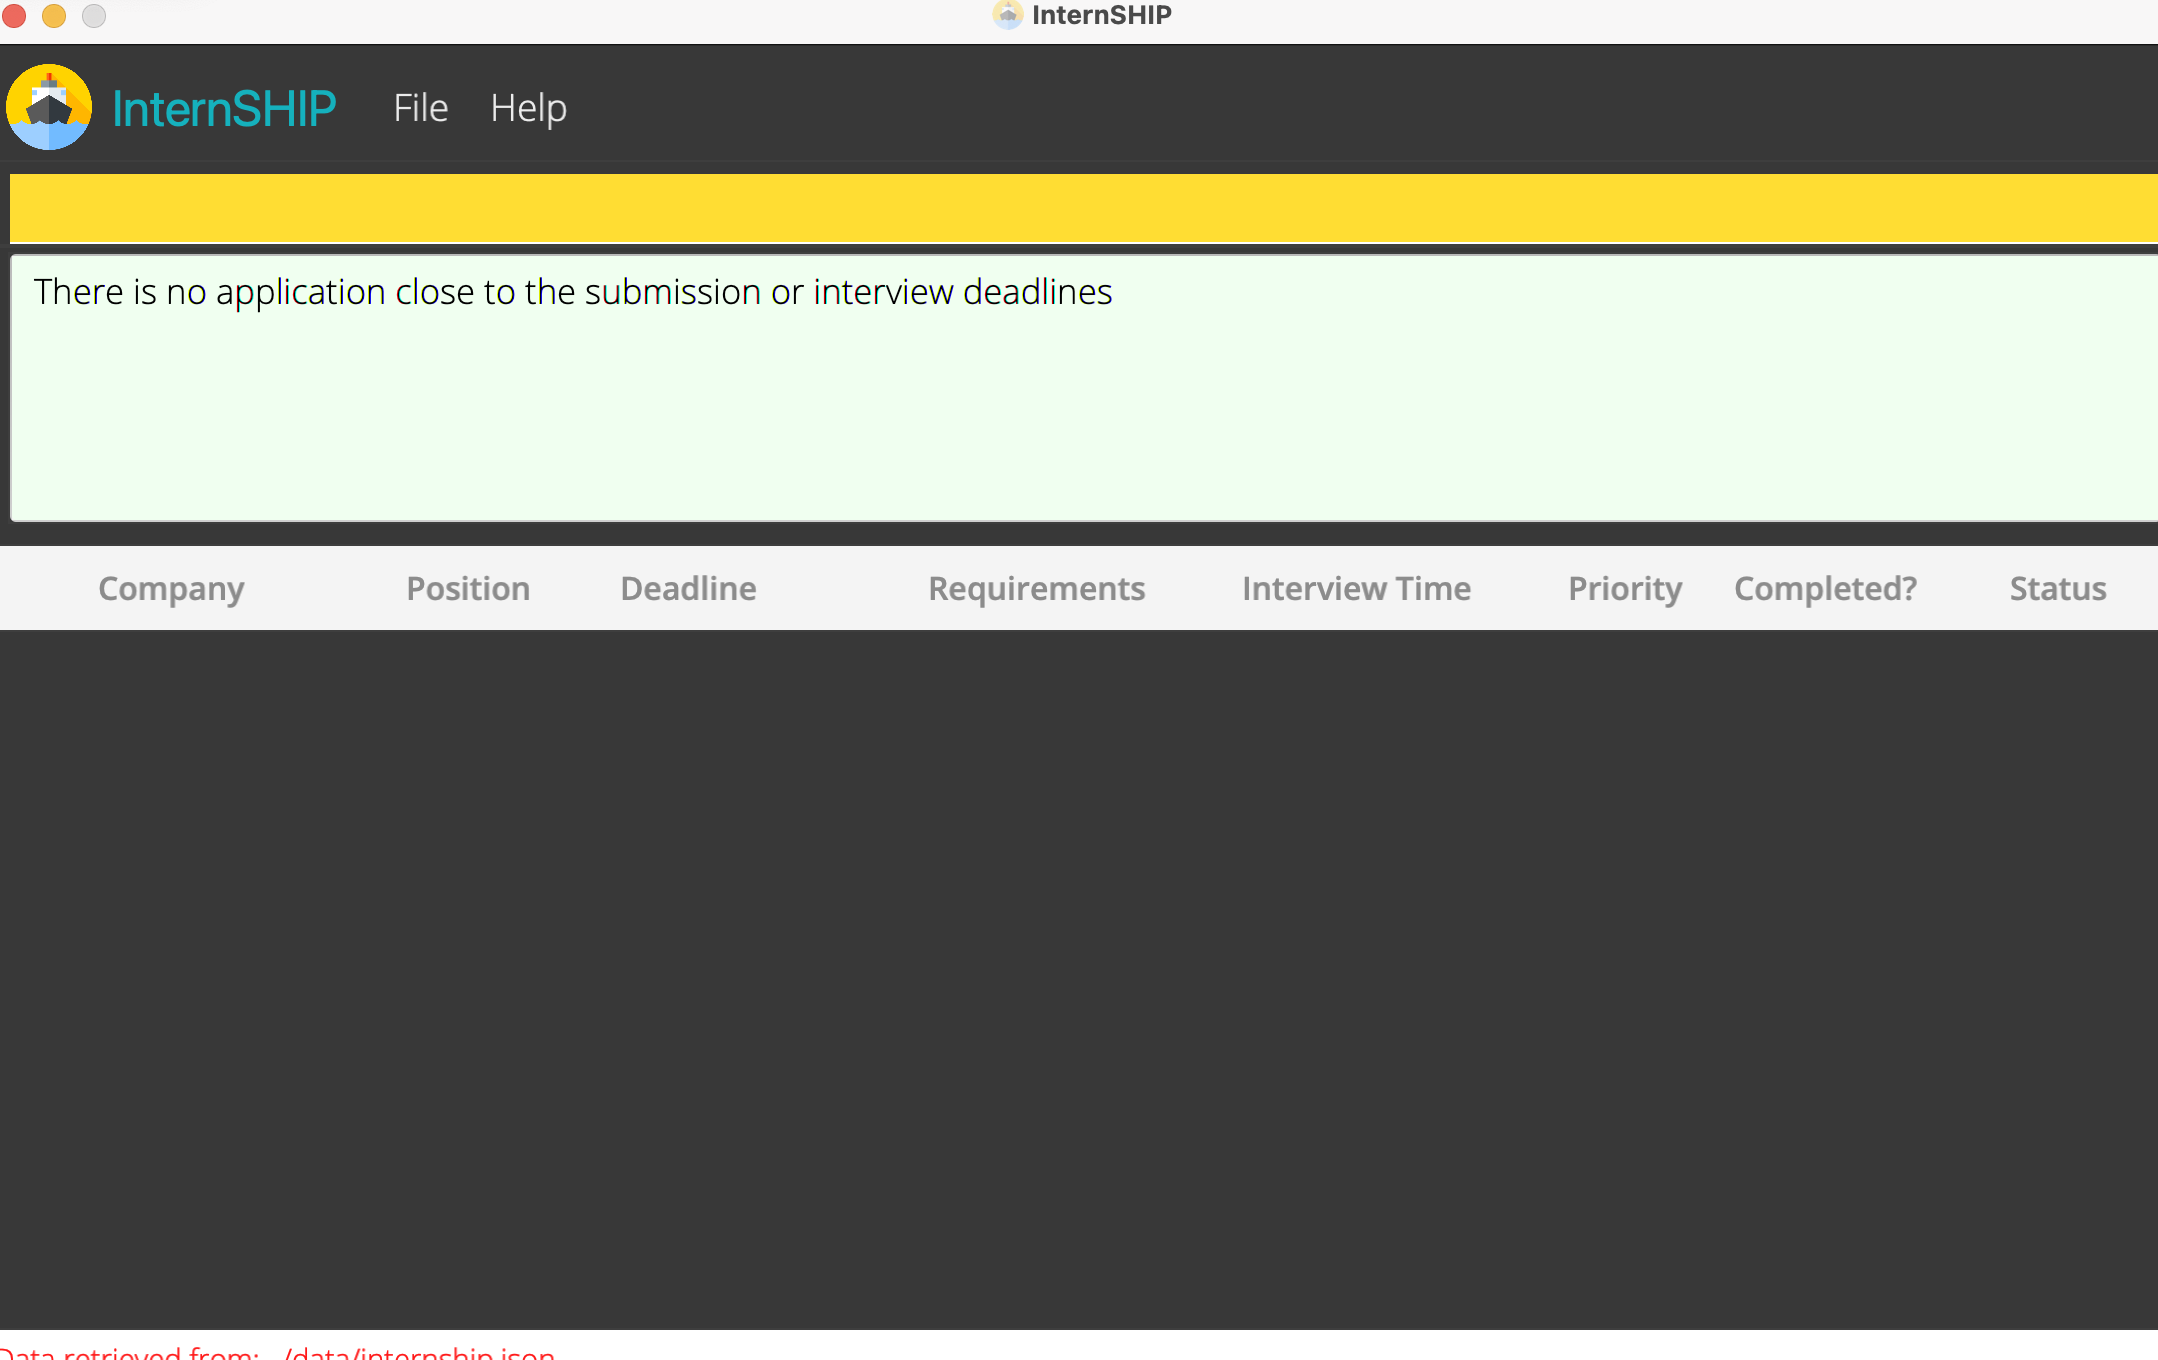 InternSHIP
InternSHIP File Help
There is no application close to the submission or interview deadlines
Company Position Deadline Requirements Interview Time Priority Completed? Status
Data retrieved from: ./data/internship.json